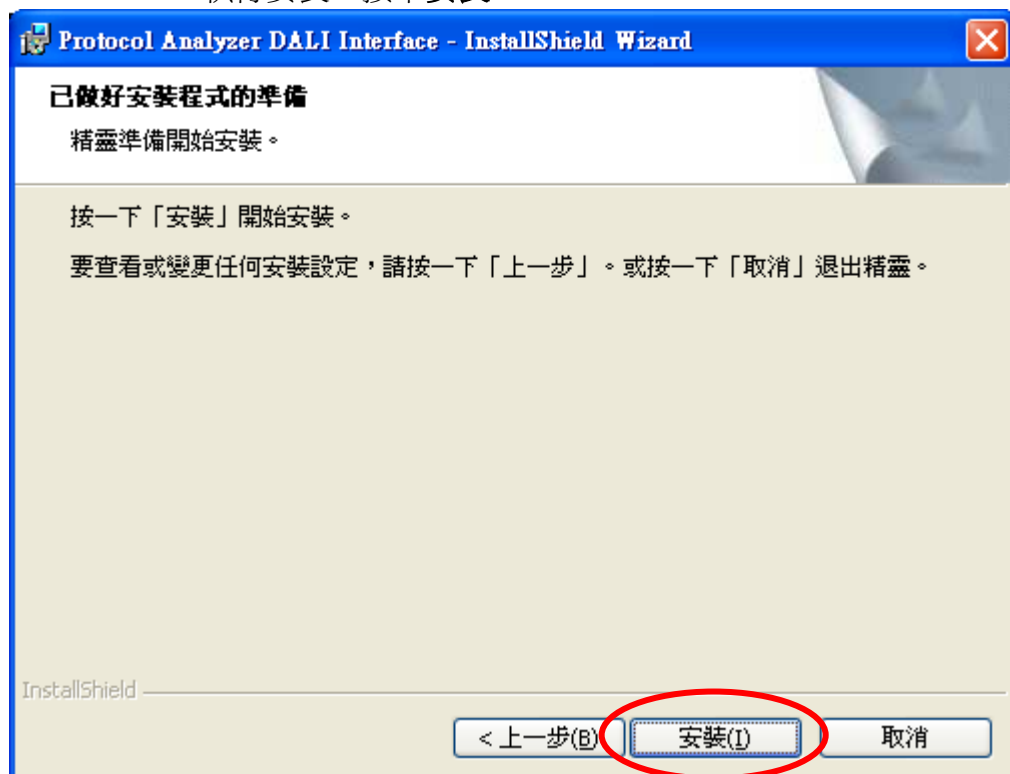 Protocol Analyzer DALI Interface - InstallShield Wizard
已做好安裝程式的準備
精靈準備開始安裝。
按一下「安裝」開始安裝。
要查看或變更任何安裝設定，請按一下「上一步」。或按一下「取消」退出精靈。
InstallShield
< 上一步(B)
安裝(I)
取消